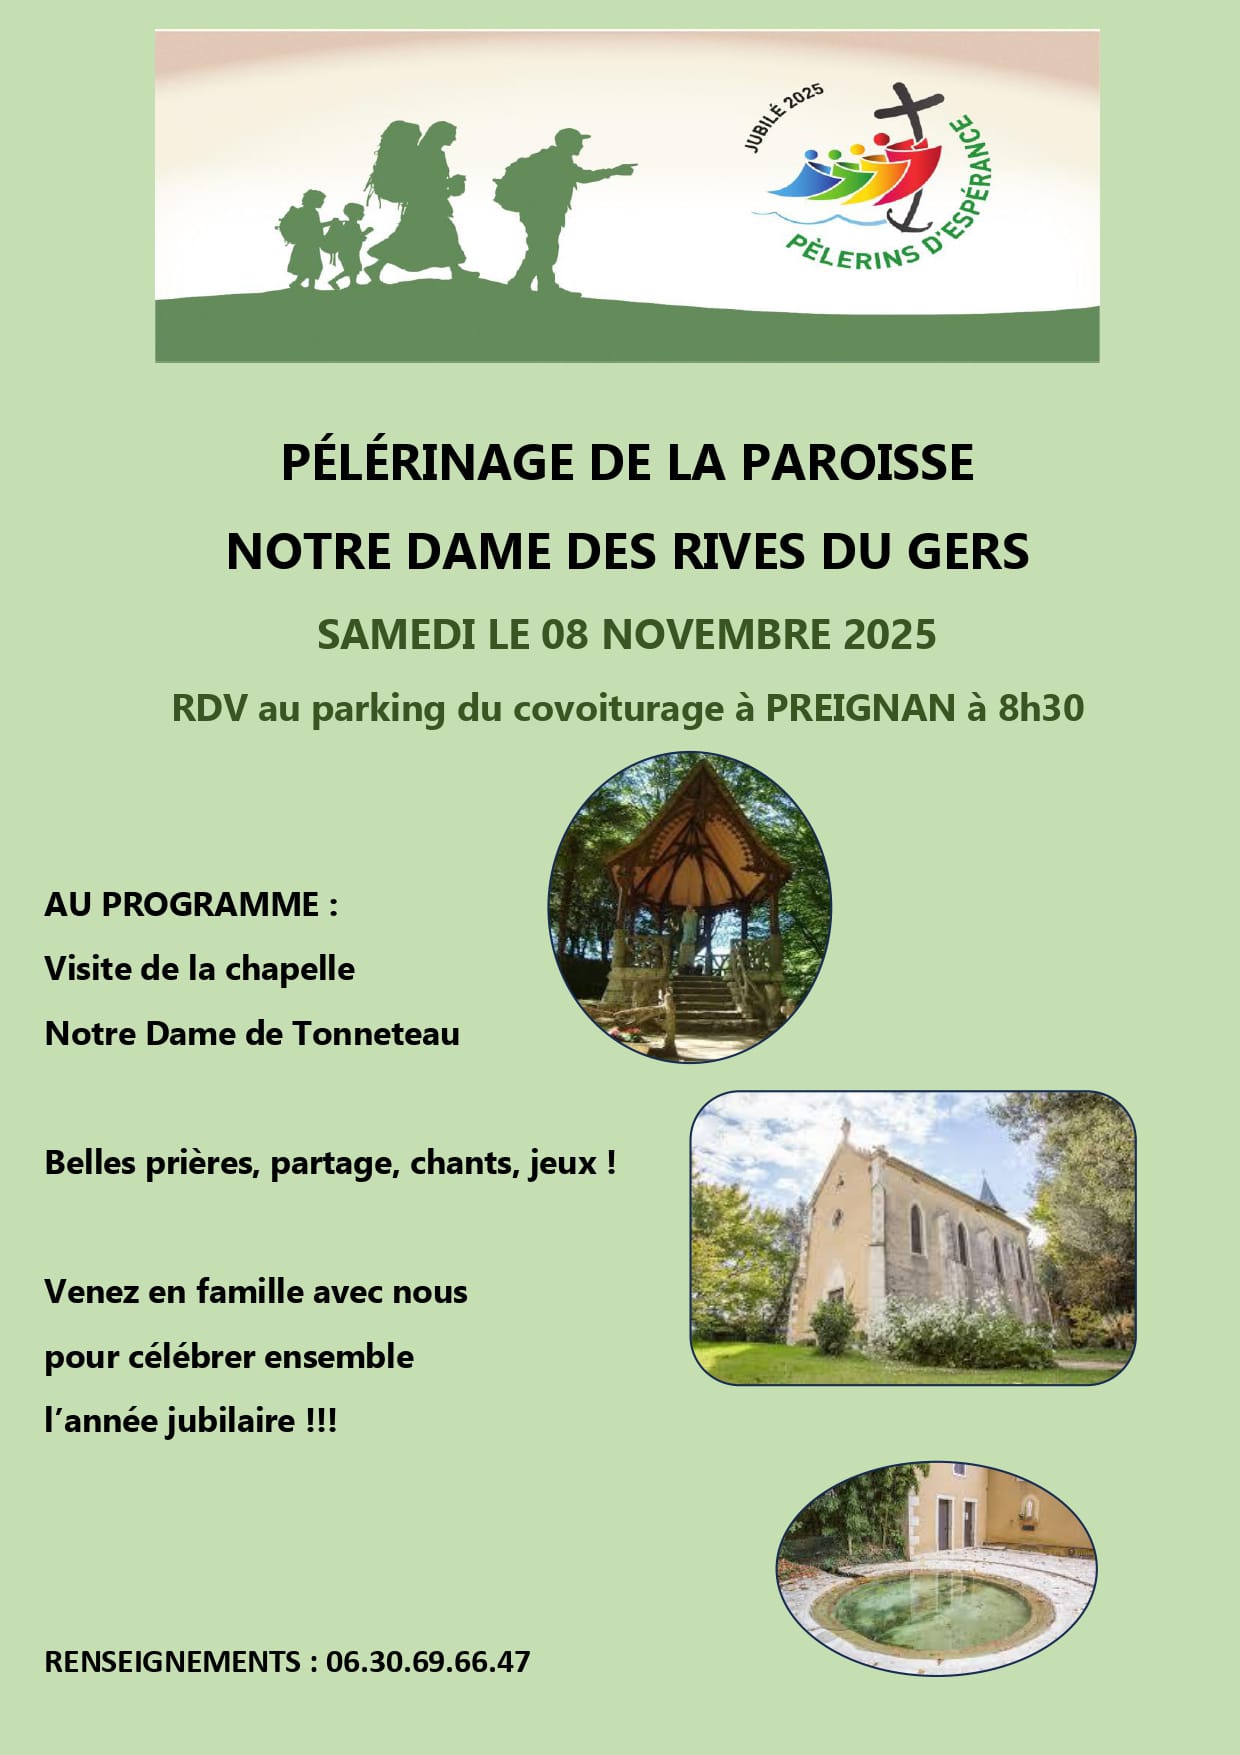 JUBILÉ 2025
PÈLERINS D'ESPÉRANCE
PÉLÉRINAGE DE LA PAROISSE
NOTRE DAME DES RIVES DU GERS
SAMEDI LE 08 NOVEMBRE 2025
RDV au parking du covoiturage à PREIGNAN à 8h30
AU PROGRAMME :
Visite de la chapelle
Notre Dame de Tonneteau
Belles prières, partage, chants, jeux !
Venez en famille avec nous
pour célébrer ensemble
l’année jubilaire !!!
RENSEIGNEMENTS : 06.30.69.66.47